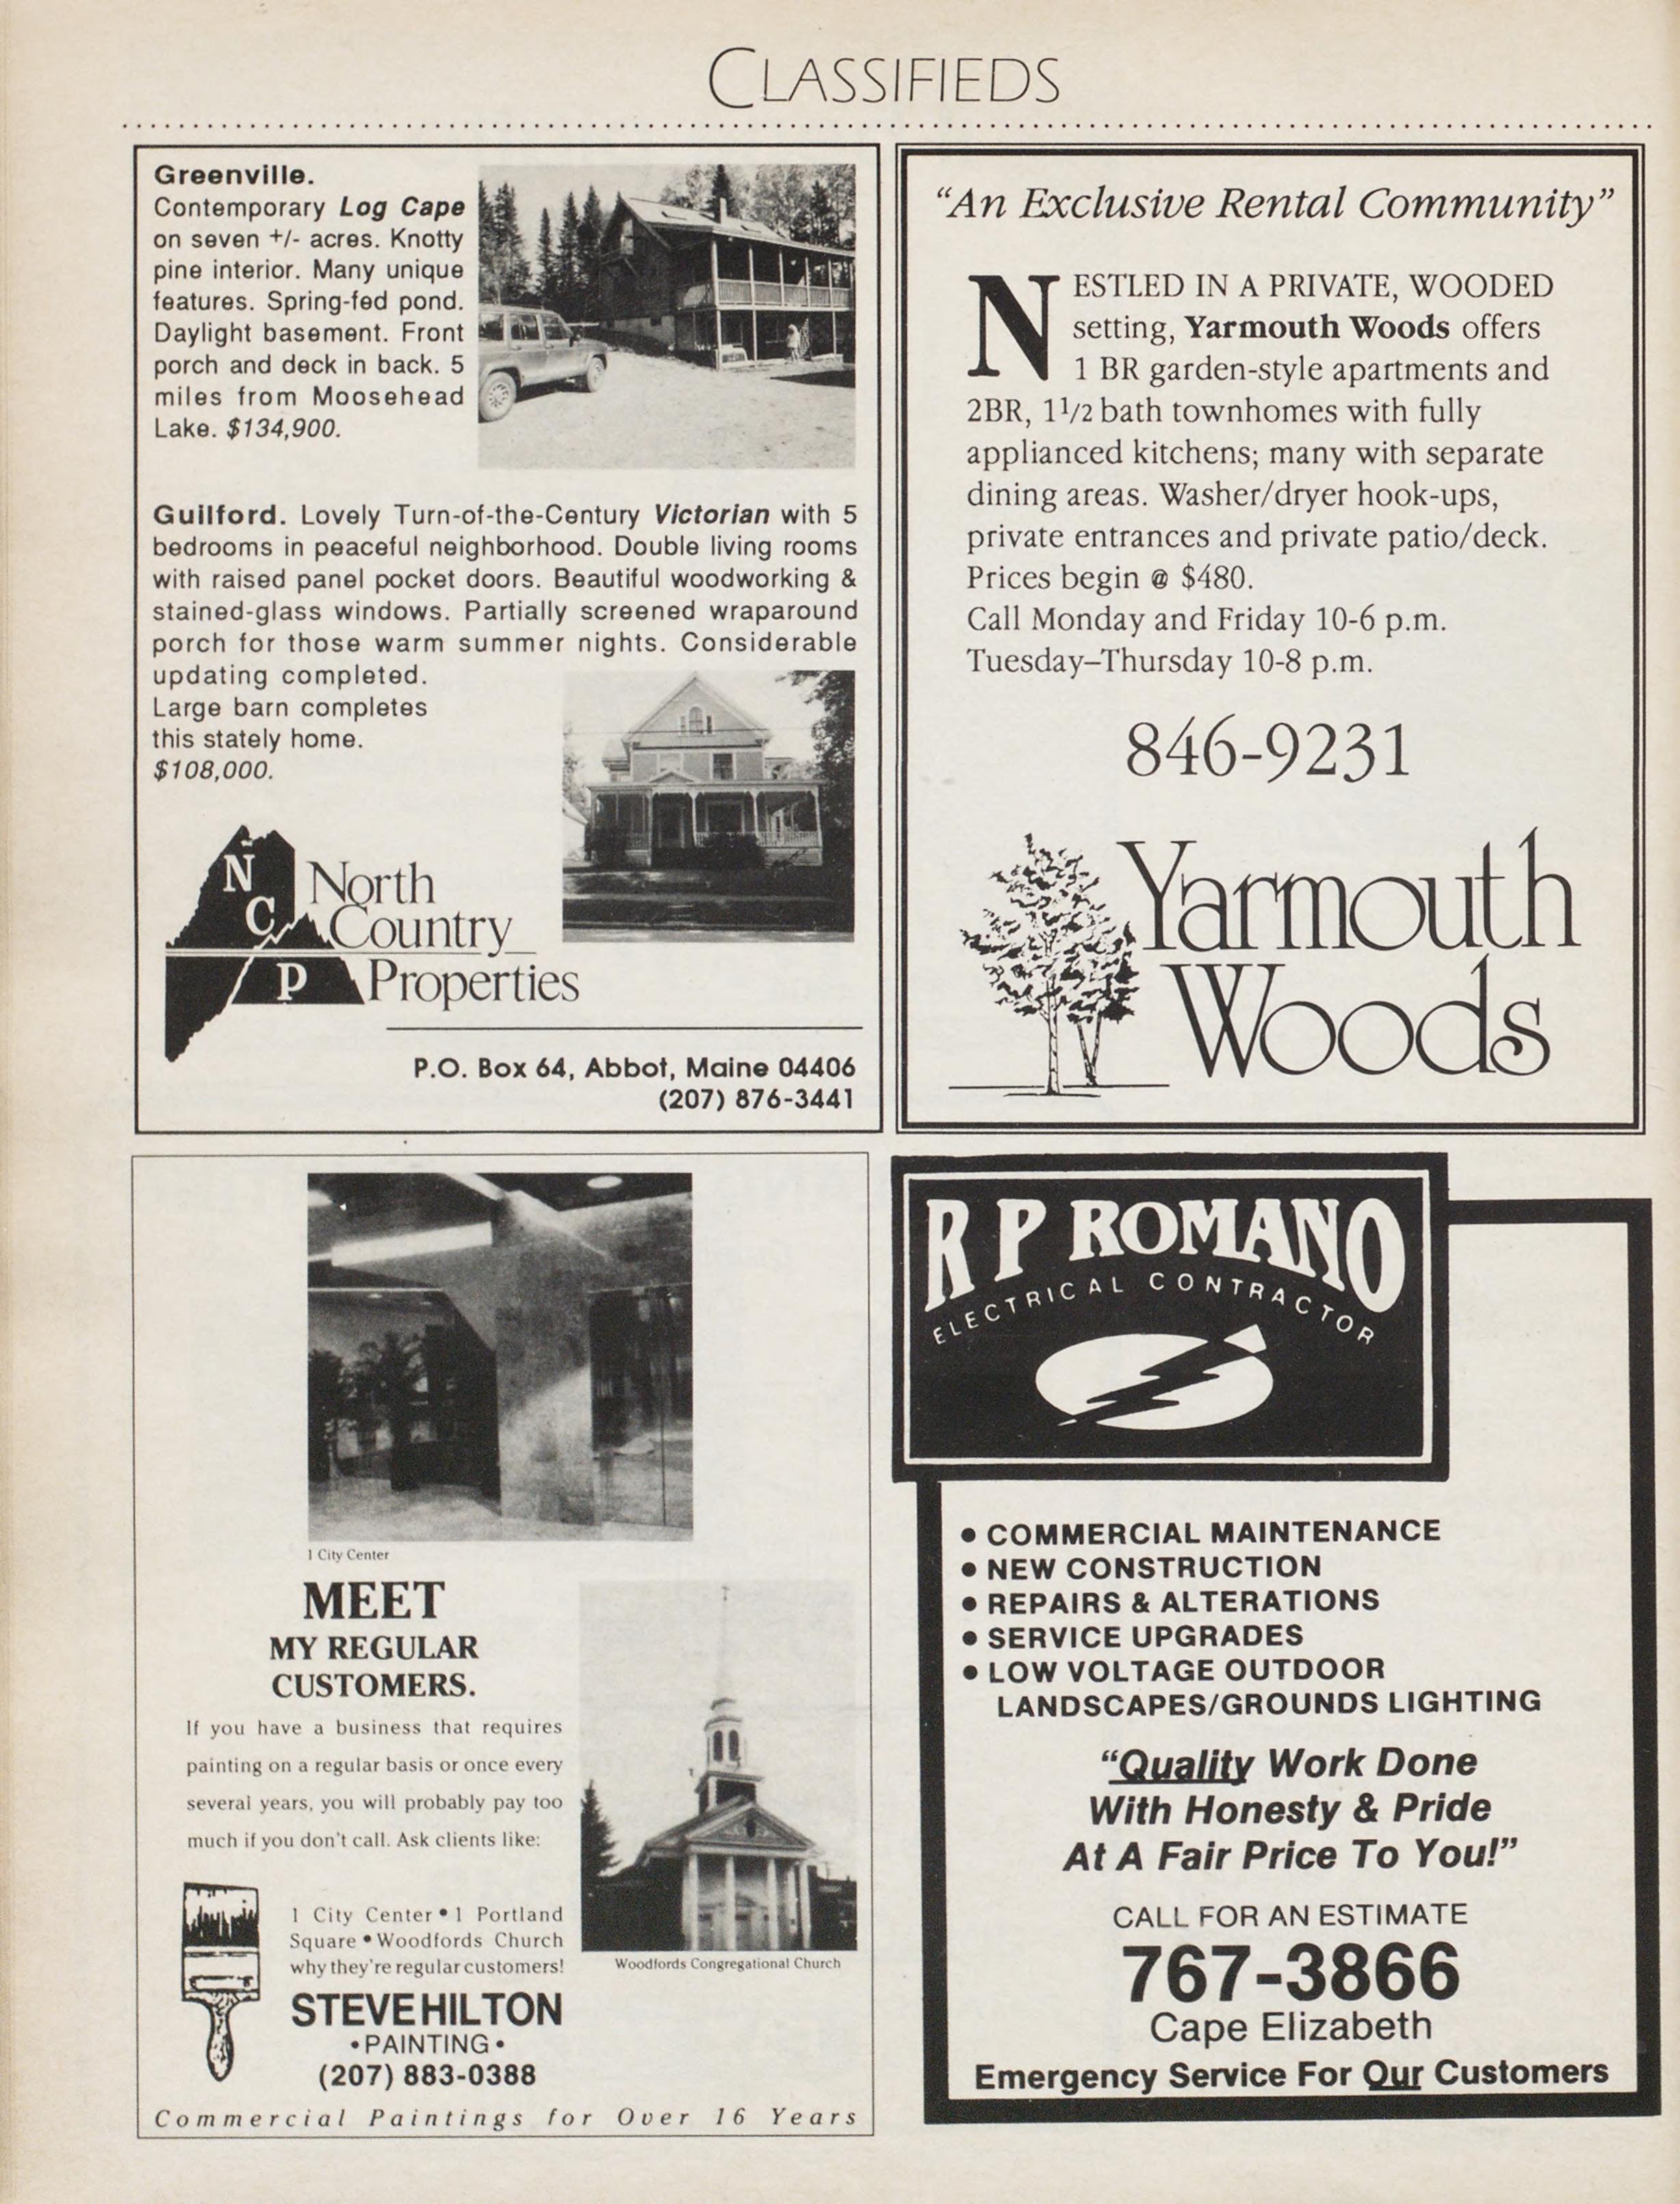 CLASSIFIEDS
Greenville.
Contemporary Log Cape
on seven +/- acres. Knotty
pine interior. Many unique
features. Spring-fed pond.
Daylight basement. Front
porch and deck in back. 5
miles from Moosehead
Lake. $134,900.
Guilford. Lovely Turn-of-the-Century Victorian with 5
bedrooms in peaceful neighborhood. Double living rooms
with raised panel pocket doors. Beautiful woodworking &
stained-glass windows. Partially screened wraparound
porch for those warm summer nights. Considerable
updating completed.
Large barn completes
this stately home.
$108,000.
N
C
P
North
Country
Properties
P.O. Box 64, Abbot, Maine 04406
(207) 876-3441
“An Exclusive Rental Community”
NESTLED IN A PRIVATE, WOODED
setting, Yarmouth Woods offers
1 BR garden-style apartments and
2BR, 1 1/2 bath townhomes with fully
applianced kitchens; many with separate
dining areas. Washer/dryer hook-ups,
private entrances and private patio/deck.
Prices begin @ $480.
Call Monday and Friday 10-6 p.m.
Tuesday–Thursday 10-8 p.m.
846-9231
Yarmouth
Woods
1 City Center
MEET
MY REGULAR
CUSTOMERS.
If you have a business that requires
painting on a regular basis or once every
several years, you will probably pay too
much if you don't call. Ask clients like:
1 City Center • 1 Portland
Square • Woodfords Church
why they're regular customers!
Woodfords Congregational Church
STEVE HILTON
• PAINTING •
(207) 883-0388
Commercial Paintings for Over 16 Years
R P ROMANO
ELECTRICAL CONTRACTOR
• COMMERCIAL MAINTENANCE
• NEW CONSTRUCTION
• REPAIRS & ALTERATIONS
• SERVICE UPGRADES
• LOW VOLTAGE OUTDOOR
LANDSCAPES/GROUNDS LIGHTING
“Quality Work Done
With Honesty & Pride
At A Fair Price To You!”
CALL FOR AN ESTIMATE
767-3866
Cape Elizabeth
Emergency Service For Our Customers